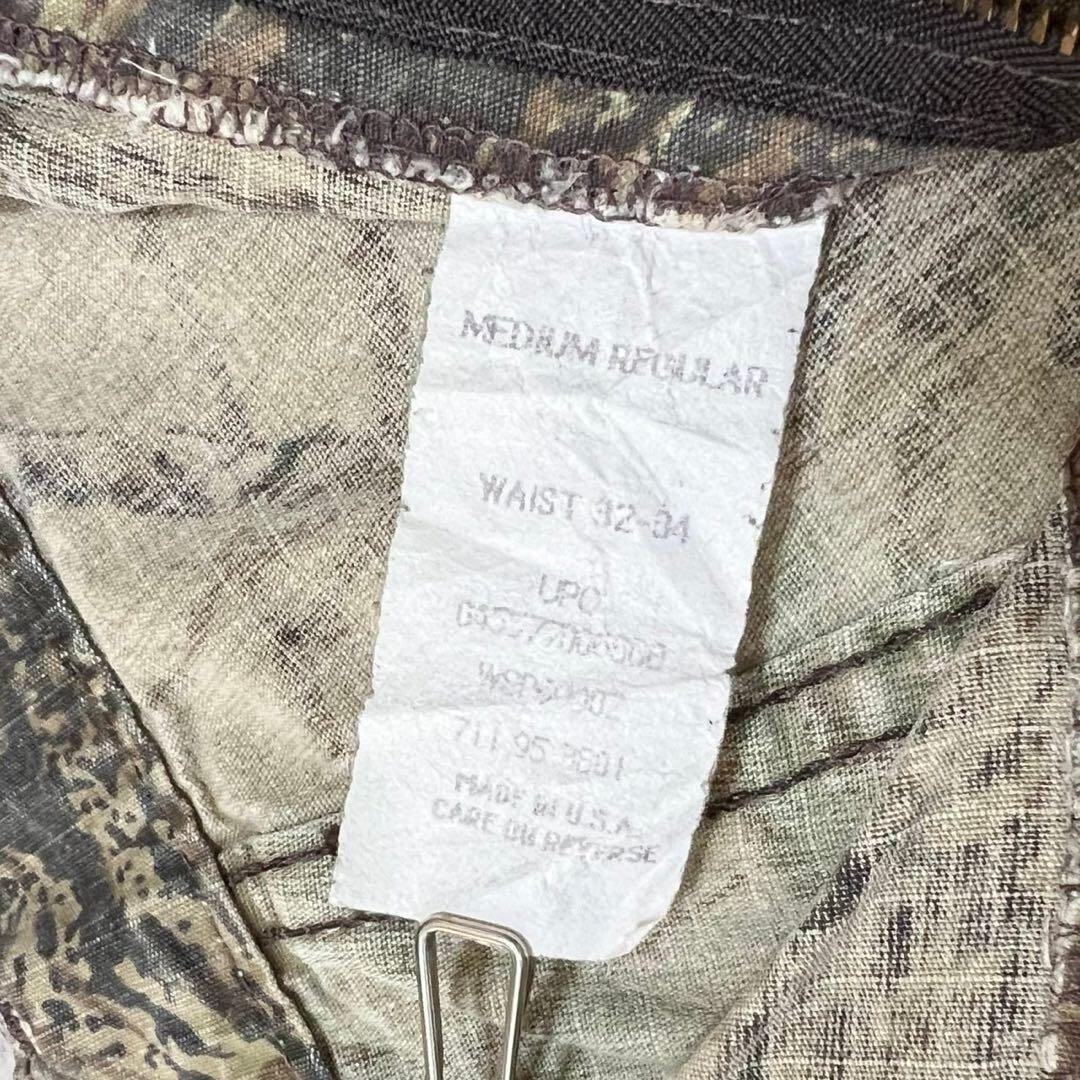 MEDIUM REGULAR
WAIST 32-34
UPC
711 95 3601
MADE IN U.S.A.
CARE ON REVERSE